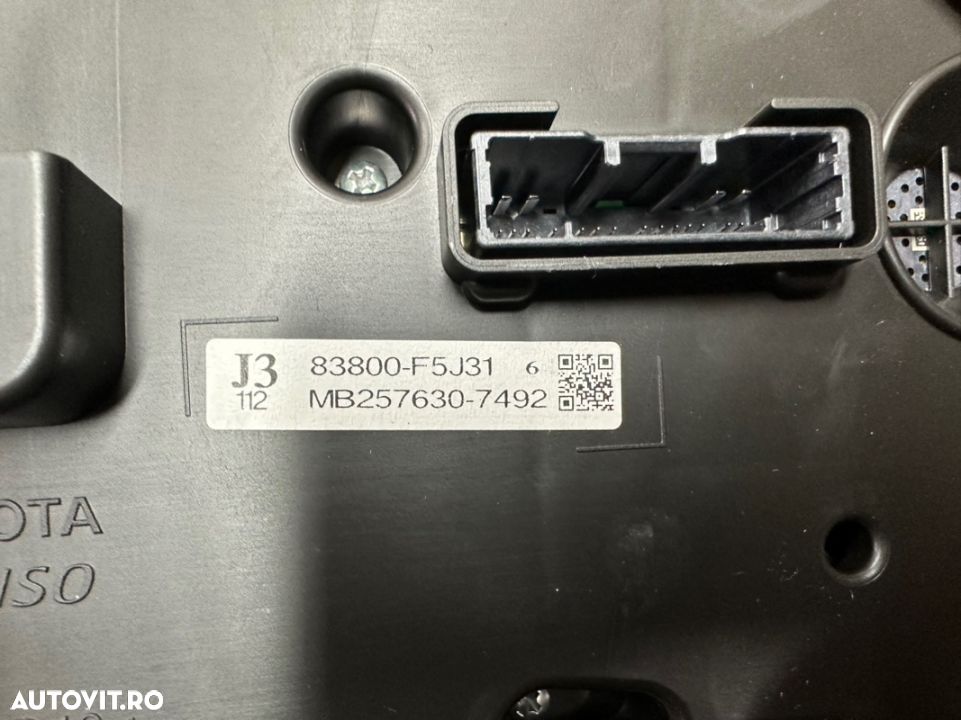 J3 83800-F5J31 6
112 MB257630-7492
OTA
NSO
AUTOVIT.RO